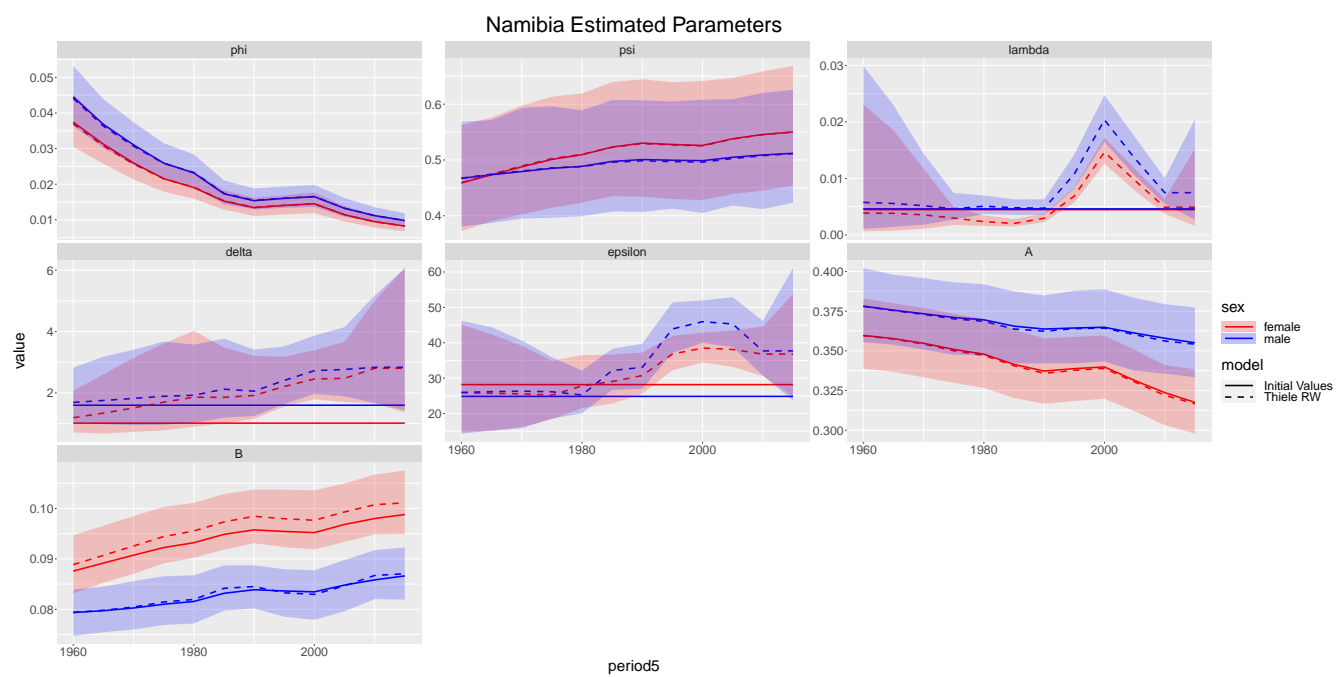 Namibia Estimated Parameters
phi
psi
lambda
0.05
0.04
0.03
0.02
0.01
0.6
0.5
0.4
0.03
0.02
0.01
0.00
delta
epsilon
A
6
4
2
60
50
40
30
20
0.400
0.375
0.350
0.325
0.300
1960
1980
2000
1960
1980
2000
B
0.10
0.09
0.08
1960
1980
2000
value
period5
sex
female
male
model
Initial Values
Thiele RW